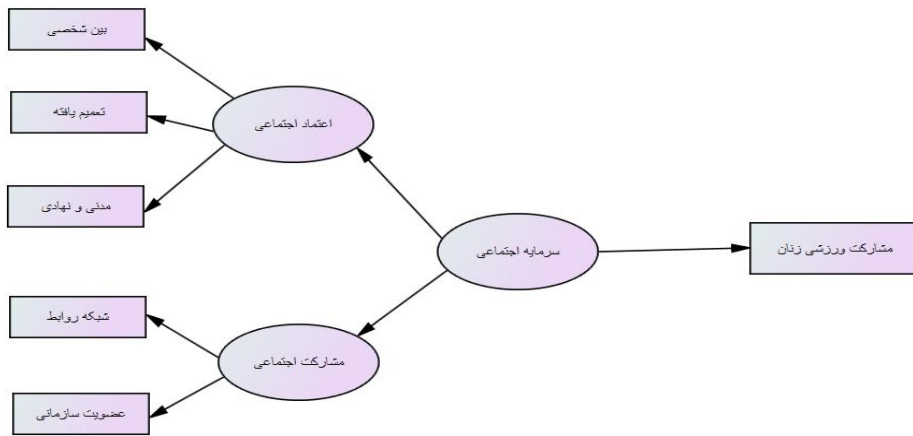 بین شخصی
تعمیم یافته
اعتماد اجتماعی
مدنی و نهادی
سرمایه اجتماعی
مشارکت ورزشی زنان
شبکه روابط
مشارکت اجتماعی
عضویت سازمانی